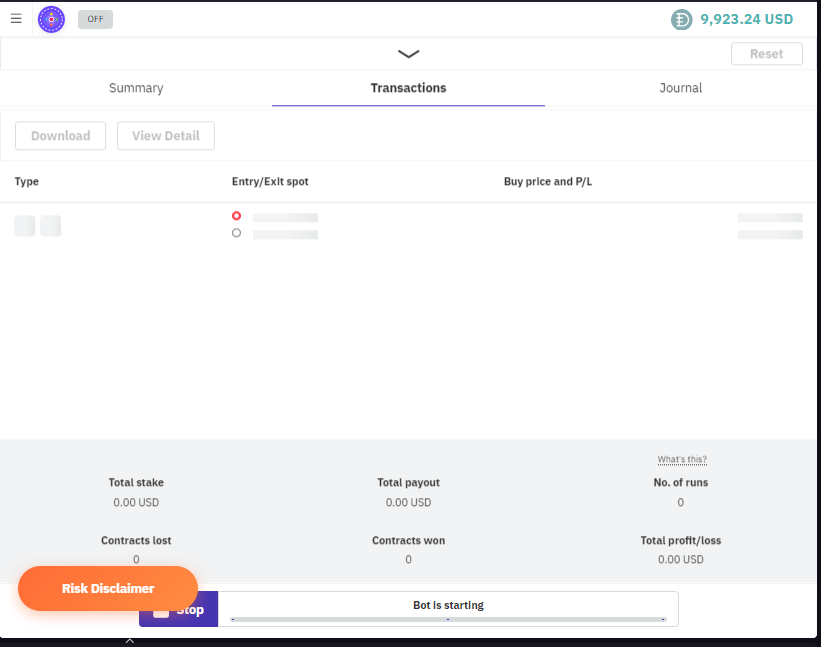 OFF
9,923.24 USD
Reset
Summary Transactions Journal
Download View Detail
Type Entry/Exit spot Buy price and P/L
What's this?
Total stake Total payout No. of runs
0.00 USD 0.00 USD 0
Contracts lost Contracts won Total profit/loss
0 0 0.00 USD
Risk Disclaimer
Stop
Bot is starting